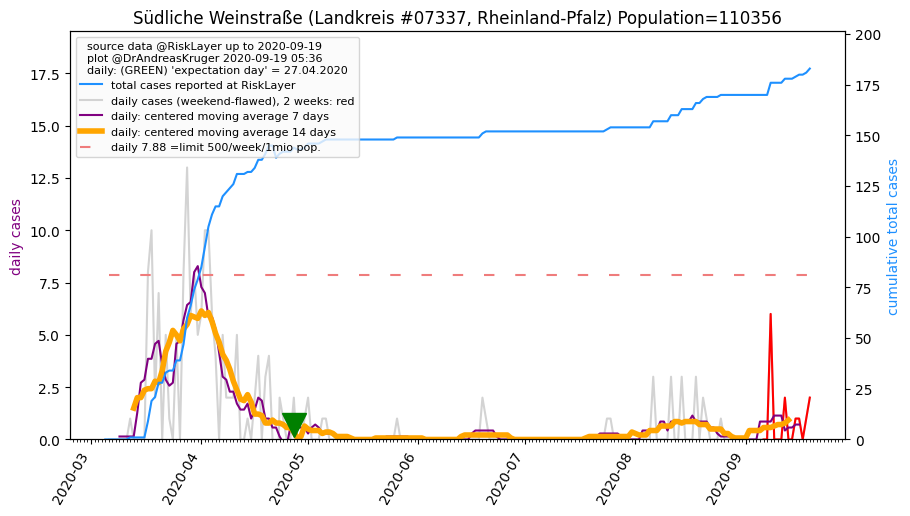 Südliche Weinstraße (Landkreis #07337, Rheinland-Pfalz) Population=110356
source data @RiskLayer up to 2020-09-19
plot @DrAndreasKruger 2020-09-19 05:36
daily: (GREEN) 'expectation day' = 27.04.2020
total cases reported at RiskLayer
daily cases (weekend-flawed), 2 weeks: red
daily: centered moving average 7 days
daily: centered moving average 14 days
daily 7.88 =limit 500/week/1mio pop.
daily cases
17.5
15.0
12.5
10.0
7.5
5.0
2.5
0.0
cumulative total cases
200
175
150
125
100
75
50
25
0
2020-03
2020-04
2020-05
2020-06
2020-07
2020-08
2020-09